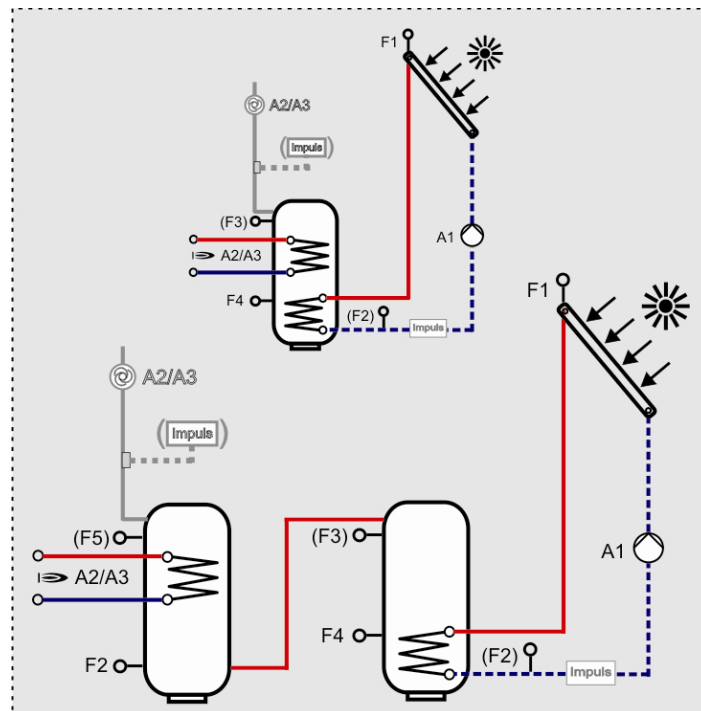 F1
A2/A3
(Impuls)
(F3)
A2/A3
A1
F4
(F2)
Impuls
F1
A2/A3
(Impuls)
(F5)
(F3)
A2/A3
A1
F4
F2
(F2)
Impuls